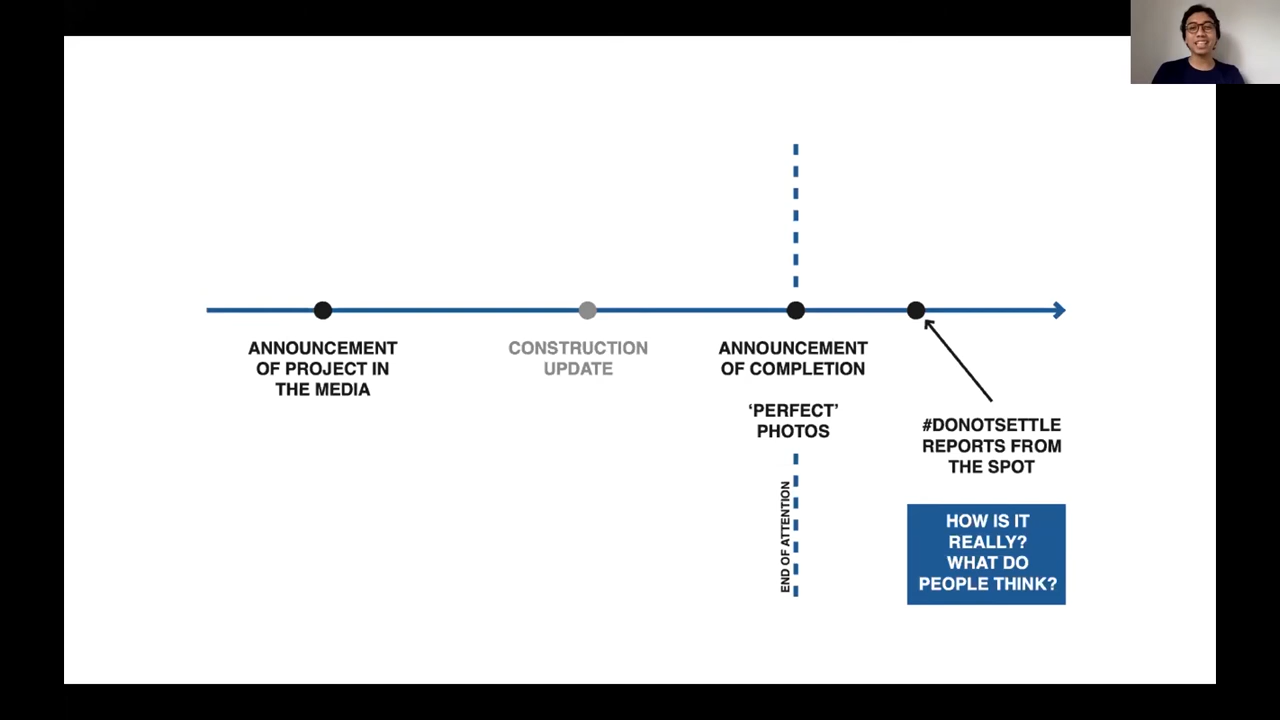 ANNOUNCEMENT
OF PROJECT IN
THE MEDIA
CONSTRUCTION
UPDATE
ANNOUNCEMENT
OF COMPLETION
‘PERFECT’
PHOTOS
END OF ATTENTION
#DONOTSETTLE
REPORTS FROM
THE SPOT
HOW IS IT
REALLY?
WHAT DO
PEOPLE THINK?